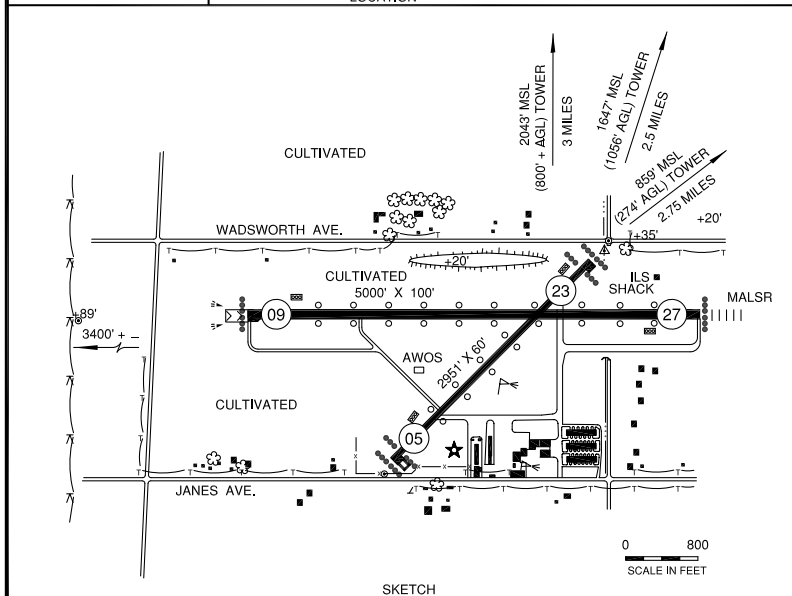 2043' MSL
(800' + AGL) TOWER
3 MILES
1647' MSL
(1056' AGL) TOWER
2.5 MILES
859' MSL
(274' AGL) TOWER
2.75 MILES
CULTIVATED
+20'
WADSWORTH AVE.
+35'
+20'
CULTIVATED
5000' X 100'
23
ILS
SHACK
MALSR
+89'
09
27
3400' + –
AWOS
2951' X 60'
CULTIVATED
05
JANES AVE.
0 800
SCALE IN FEET
SKETCH